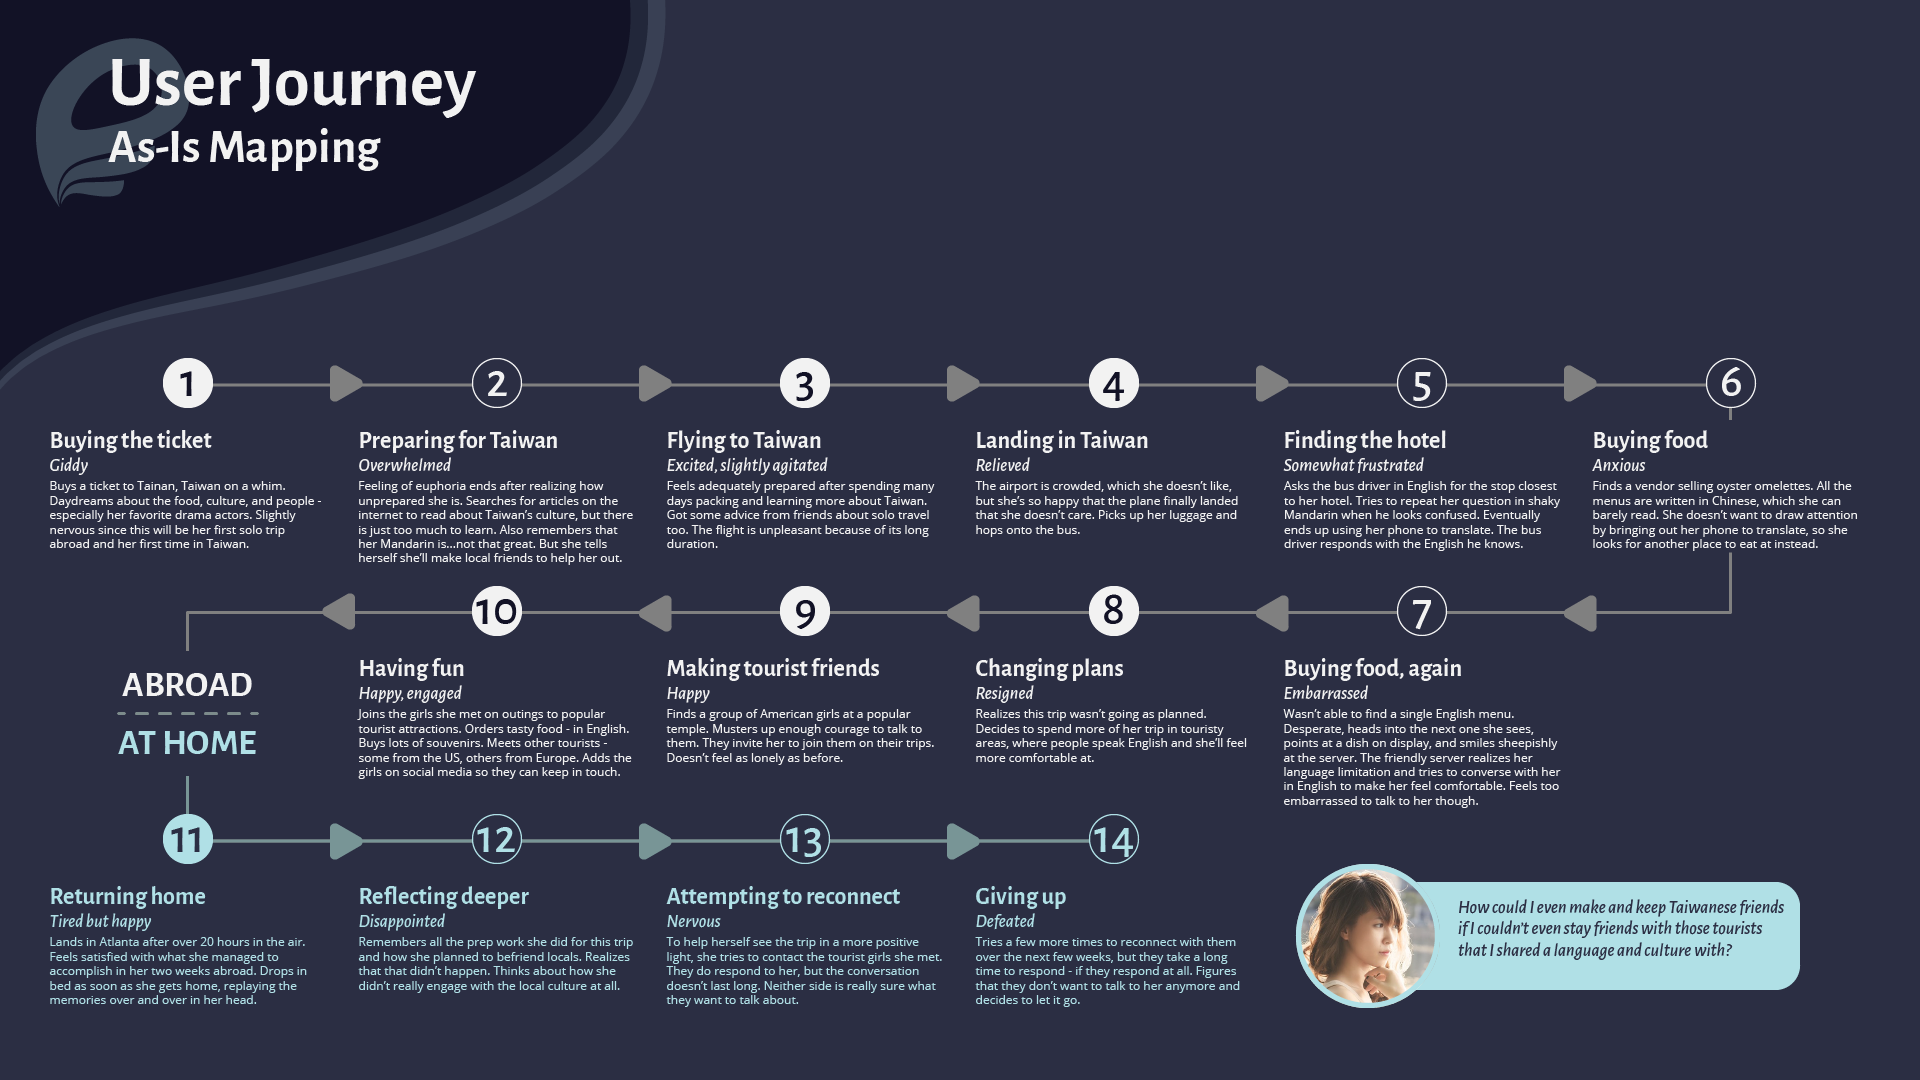 User Journey
As-Is Mapping
1
2
3
4
5
6
Buying the ticket
Giddy
Buys a ticket to Tainan, Taiwan on a whim.
Daydreams about the food, culture, and people -
especially her favorite drama actors. Slightly
nervous since this will be her first solo trip
abroad and her first time in Taiwan.
Preparing for Taiwan
Overwhelmed
Feeling of euphoria ends after realizing how
unprepared she is. Searches for articles on the
internet to read about Taiwan's culture, but there
is just too much to learn. Also remembers that
her Mandarin is...not that great. But she tells
herself she'll make local friends to help her out.
Flying to Taiwan
Excited, slightly agitated
Feels adequately prepared after spending many
days packing and learning more about Taiwan.
Got some advice from friends about solo travel
too. The flight is unpleasant because of its long
duration.
Landing in Taiwan
Relieved
The airport is crowded, which she doesn't like,
but she's so happy that the plane finally landed
that she doesn't care. Picks up her luggage and
hops onto the bus.
Finding the hotel
Somewhat frustrated
Asks the bus driver in English for the stop closest
to her hotel. Tries to repeat her question in shaky
Mandarin when he looks confused. Eventually
ends up using her phone to translate. The bus
driver responds with the English he knows.
Buying food
Anxious
Finds a vendor selling oyster omelettes. All the
menus are written in Chinese, which she can
barely read. She doesn't want to draw attention
by bringing out her phone to translate, so she
looks for another place to eat at instead.
7
Buying food, again
Embarrassed
Wasn't able to find a single English menu.
Desperate, heads into the next one she sees,
points at a dish on display, and smiles sheepishly
at the server. The friendly server realizes her
language limitation and tries to converse with her
in English to make her feel comfortable. Feels too
embarrassed to talk to her though.
8
Changing plans
Resigned
Realizes this trip wasn't going as planned.
Decides to spend more of her trip in touristy
areas, where people speak English and she'll feel
more comfortable at.
9
Making tourist friends
Happy
Finds a group of American girls at a popular
temple. Musters up enough courage to talk to
them. They invite her to join them on their trips.
Doesn't feel as lonely as before.
10
Having fun
Happy, engaged
Joins the girls she met on outings to popular
tourist attractions. Orders tasty food - in English.
Buys lots of souvenirs. Meets other tourists -
some from the US, others from Europe. Adds the
girls on social media so they can keep in touch.
ABROAD
AT HOME
11
Returning home
Tired but happy
Lands in Atlanta after over 20 hours in the air.
Feels satisfied with what she managed to
accomplish in her two weeks abroad. Drops in
bed as soon as she gets home, replaying the
memories over and over in her head.
12
Reflecting deeper
Disappointed
Remembers all the prep work she did for this trip
and how she planned to befriend locals. Realizes
that that didn't happen. Thinks about how she
didn't really engage with the local culture at all.
13
Attempting to reconnect
Nervous
To help herself see the trip in a more positive
light, she tries to contact the tourist girls she met.
They do respond to her, but the conversation
doesn't last long. Neither side is really sure what
they want to talk about.
14
Giving up
Defeated
Tries a few more times to reconnect with them
over the next few weeks, but they take a long
time to respond - if they respond at all. Figures
that they don't want to talk to her anymore and
decides to let it go.
How could I even make and keep Taiwanese friends
if I couldn't even stay friends with those tourists
that I shared a language and culture with?